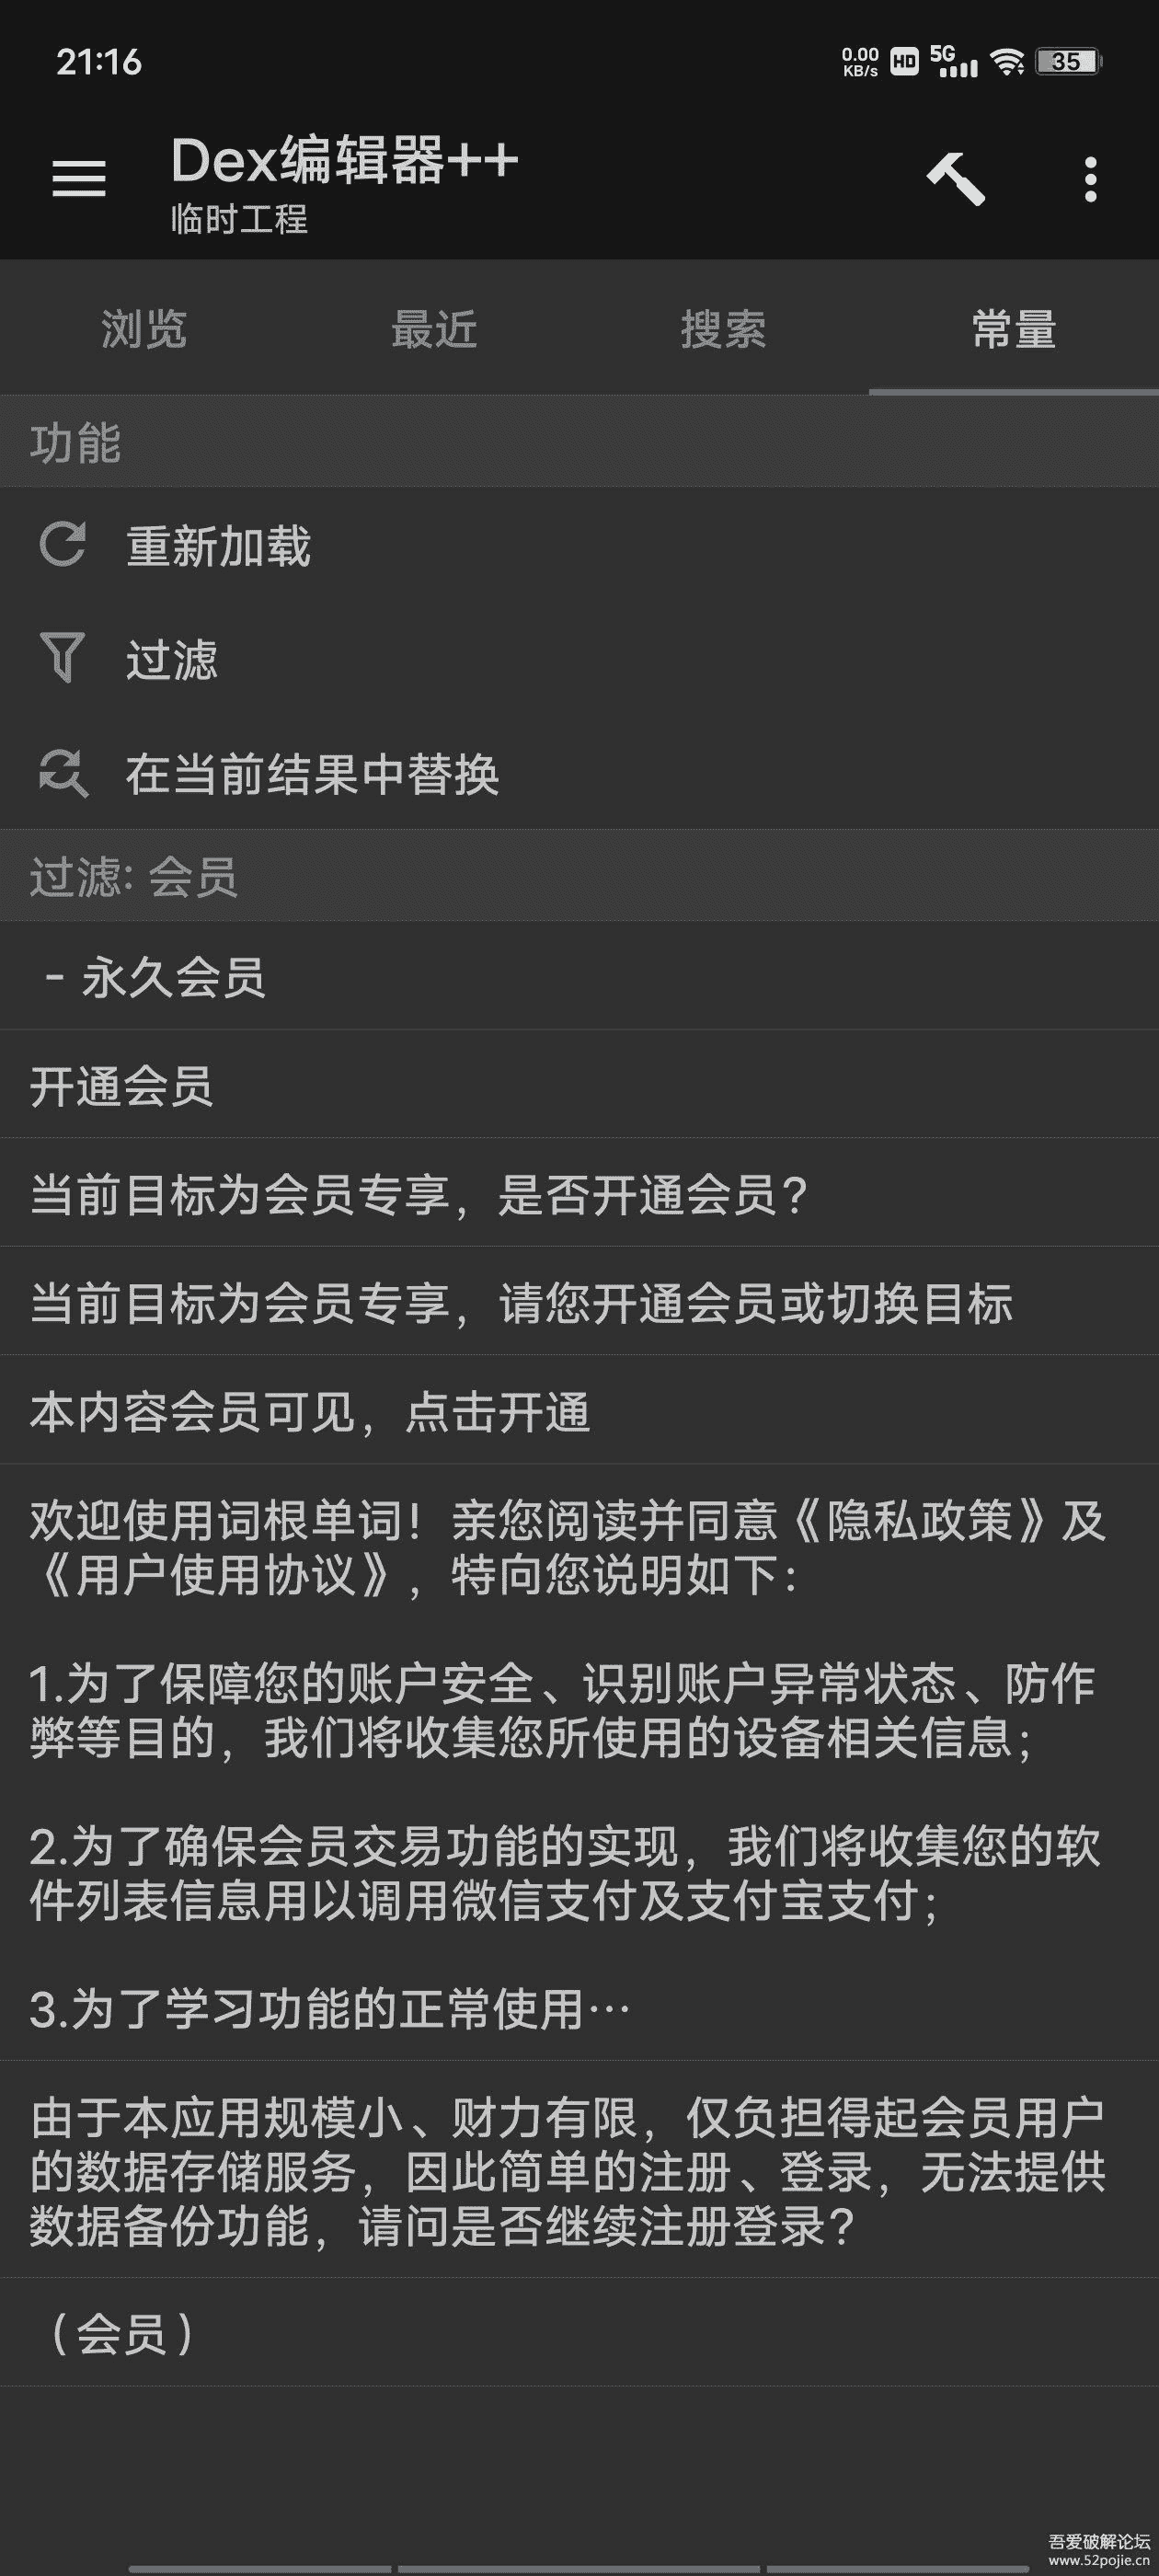 21:16
0.00 KB/s HD 5G 35
Dex编辑器++
临时工程
浏览 最近 搜索 常量
功能
重新加载
过滤
在当前结果中替换
过滤: 会员
- 永久会员
开通会员
当前目标为会员专享，是否开通会员？
当前目标为会员专享，请您开通会员或切换目标
本内容会员可见，点击开通
欢迎使用词根单词！亲您阅读并同意《隐私政策》及
《用户使用协议》，特向您说明如下：
1.为了保障您的账户安全、识别账户异常状态、防作
弊等目的，我们将收集您所使用的设备相关信息；
2.为了确保会员交易功能的实现，我们将收集您的软
件列表信息用以调用微信支付及支付宝支付；
3.为了学习功能的正常使用…
由于本应用规模小、财力有限，仅负担得起会员用户
的数据存储服务，因此简单的注册、登录，无法提供
数据备份功能，请问是否继续注册登录？
（会员）
吾爱破解论坛
www.52pojie.cn